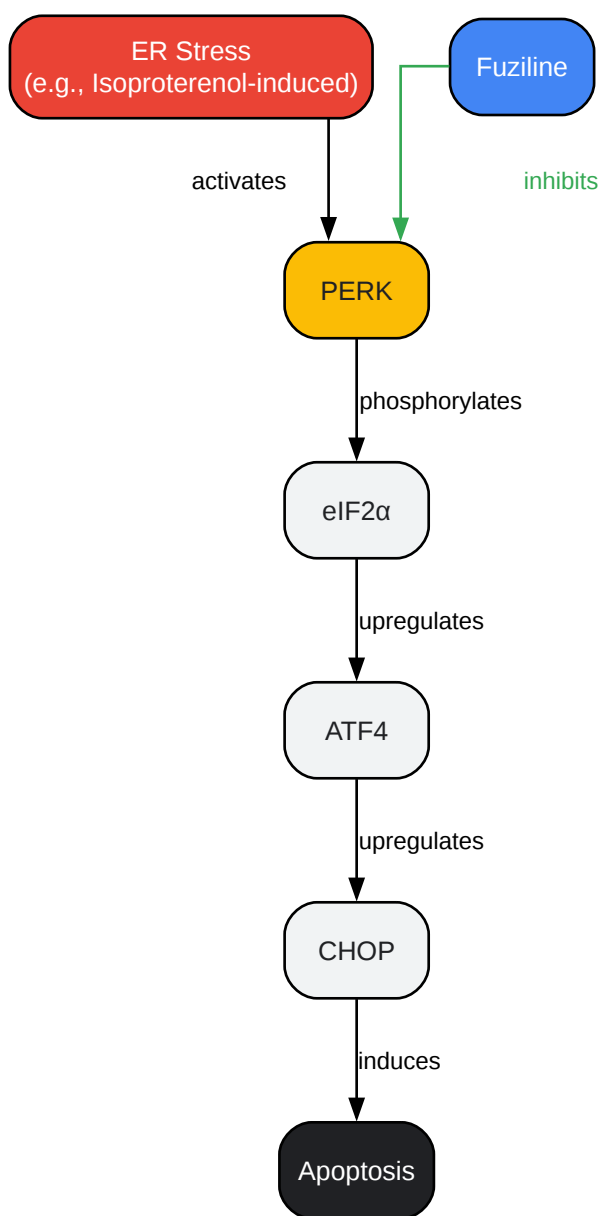 ER Stress
(e.g., Isoproterenol-induced)
Fuziline
activates
inhibits
PERK
phosphorylates
eIF2α
upregulates
ATF4
upregulates
CHOP
induces
Apoptosis